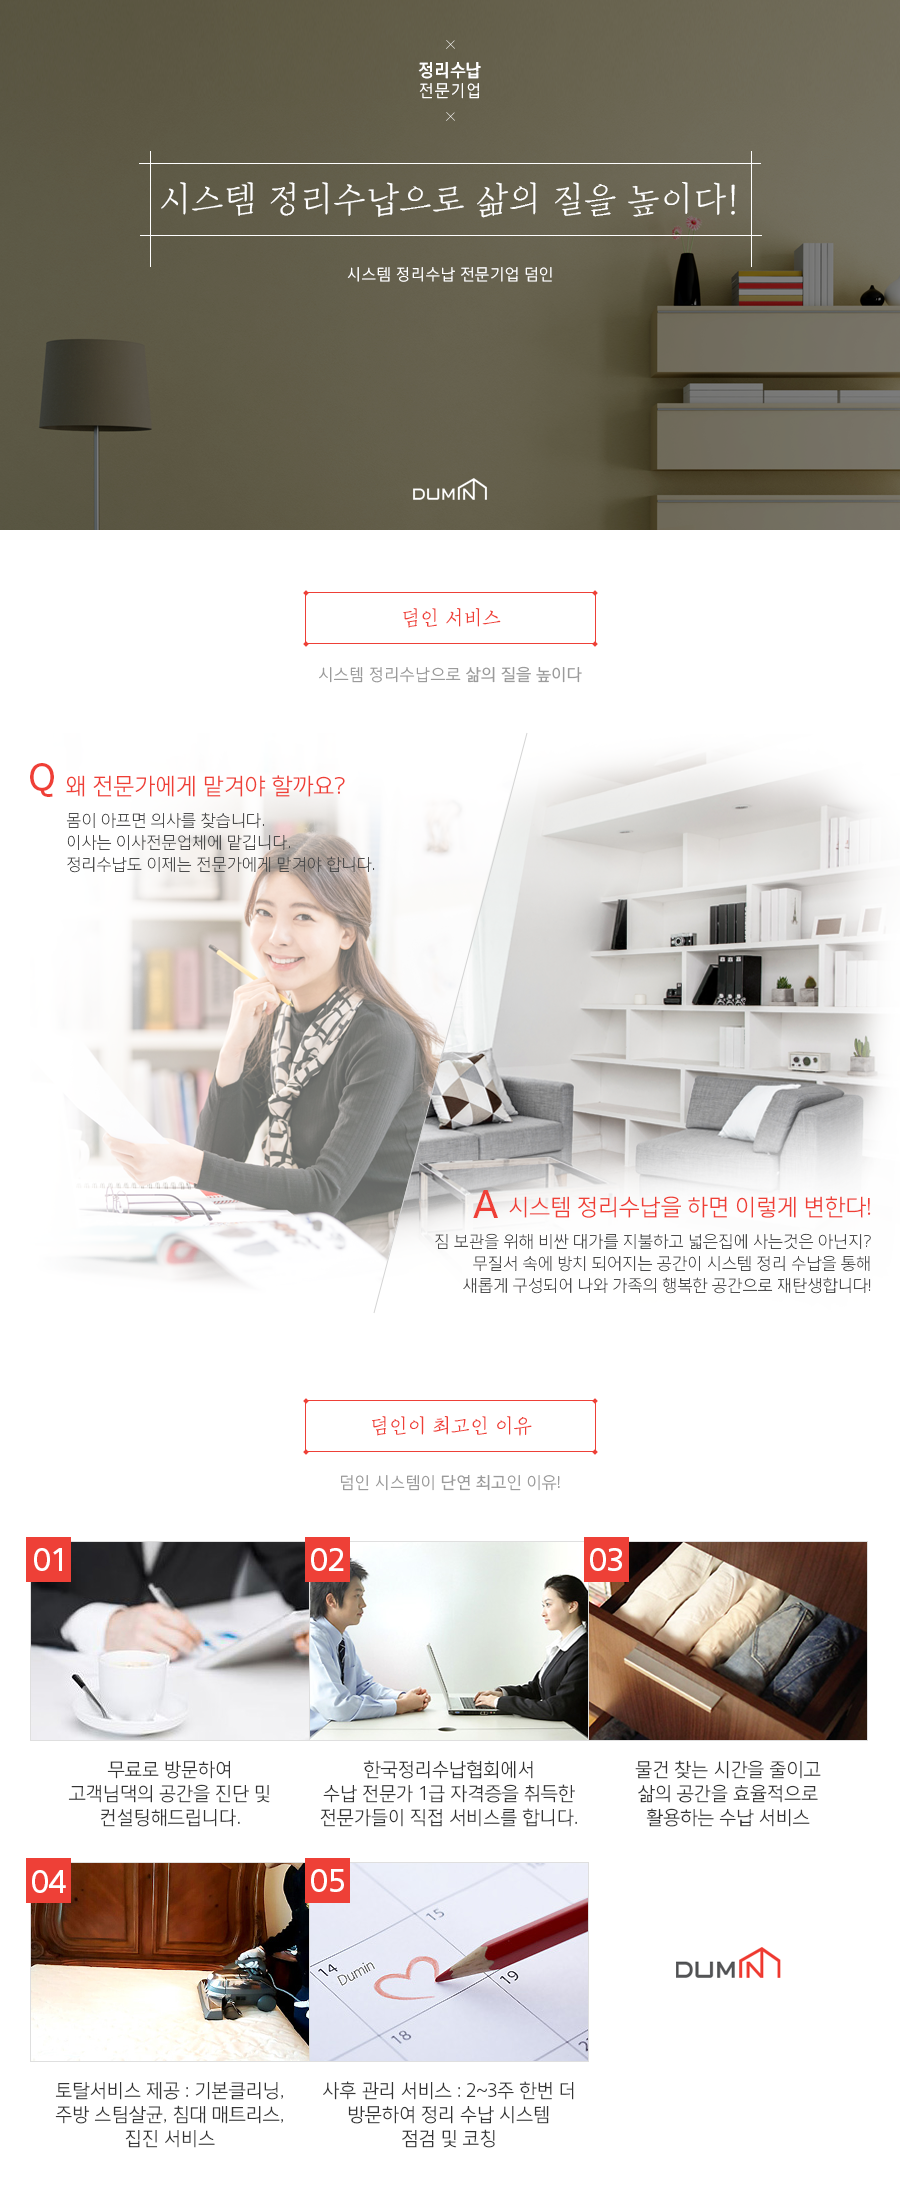 정리수납
전문기업
시스템 정리수납으로 삶의 질을 높이다!
시스템 정리수납 전문기업 덤인
DUMIN
덤인 서비스
시스템 정리수납으로 삶의 질을 높이다
Q 왜 전문가에게 맡겨야 할까요?
몸이 아프면 의사를 찾습니다.
이사는 이사전문업체에 맡깁니다.
정리수납도 이제는 전문가에게 맡겨야 합니다.
A 시스템 정리수납을 하면 이렇게 변한다!
짐 보관을 위해 비싼 대가를 지불하고 넓은집에 사는것은 아닌지?
무질서 속에 방치 되어지는 공간이 시스템 정리 수납을 통해
새롭게 구성되어 나와 가족의 행복한 공간으로 재탄생합니다!
덤인이 최고인 이유
덤인 시스템이 단연 최고인 이유!
01
무료로 방문하여
고객님댁의 공간을 진단 및
컨설팅해드립니다.
02
한국정리수납협회에서
수납 전문가 1급 자격증을 취득한
전문가들이 직접 서비스를 합니다.
03
물건 찾는 시간을 줄이고
삶의 공간을 효율적으로
활용하는 수납 서비스
04
토탈서비스 제공 : 기본클리닝,
주방 스팀살균, 침대 매트리스,
집진 서비스
05
15
14
Dumin
19
18
사후 관리 서비스 : 2~3주 한번 더
방문하여 정리 수납 시스템
점검 및 코칭
DUMIN